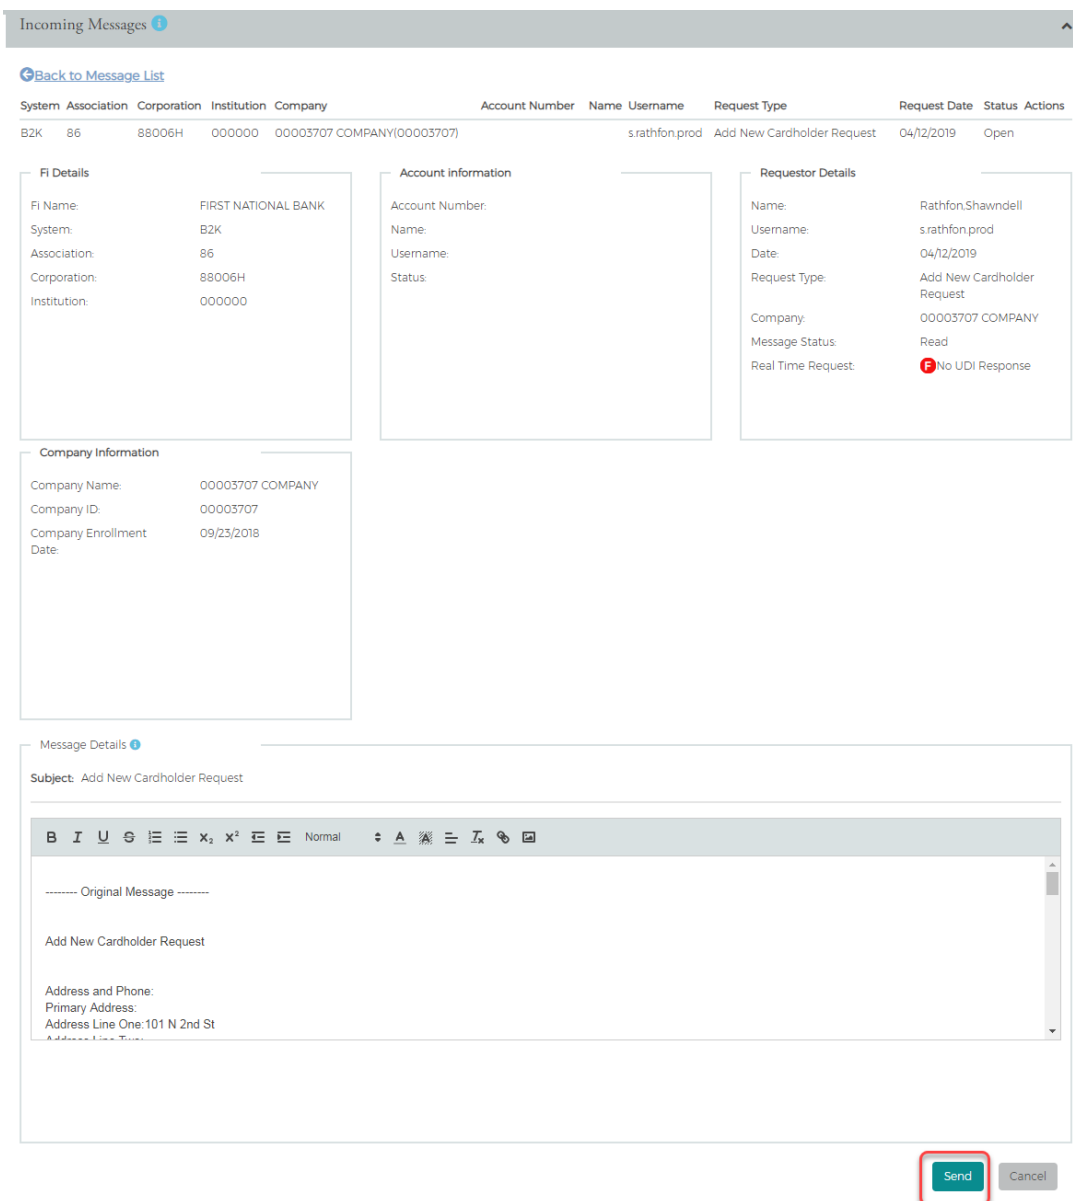 Incoming Messages
Back to Message List
System Association Corporation Institution Company Account Number Name Username Request Type Request Date Status Actions
B2K 86 88006H 000000 00003707 COMPANY(00003707) s.rathfon.prod Add New Cardholder Request 04/12/2019 Open
Fi Details
Fi Name: FIRST NATIONAL BANK
System: B2K
Association: 86
Corporation: 88006H
Institution: 000000
Account information
Account Number:
Name:
Username:
Status:
Requestor Details
Name: Rathfon,Shawndell
Username: s.rathfon.prod
Date: 04/12/2019
Request Type: Add New Cardholder
Request
Company: 00003707 COMPANY
Message Status: Read
Real Time Request: F No UDI Response
Company Information
Company Name: 00003707 COMPANY
Company ID: 00003707
Company Enrollment 09/23/2018
Date:
Message Details
Subject: Add New Cardholder Request
Normal
-------- Original Message --------
Add New Cardholder Request
Address and Phone:
Primary Address:
Address Line One:101 N 2nd St
Address Line Two:
Send Cancel